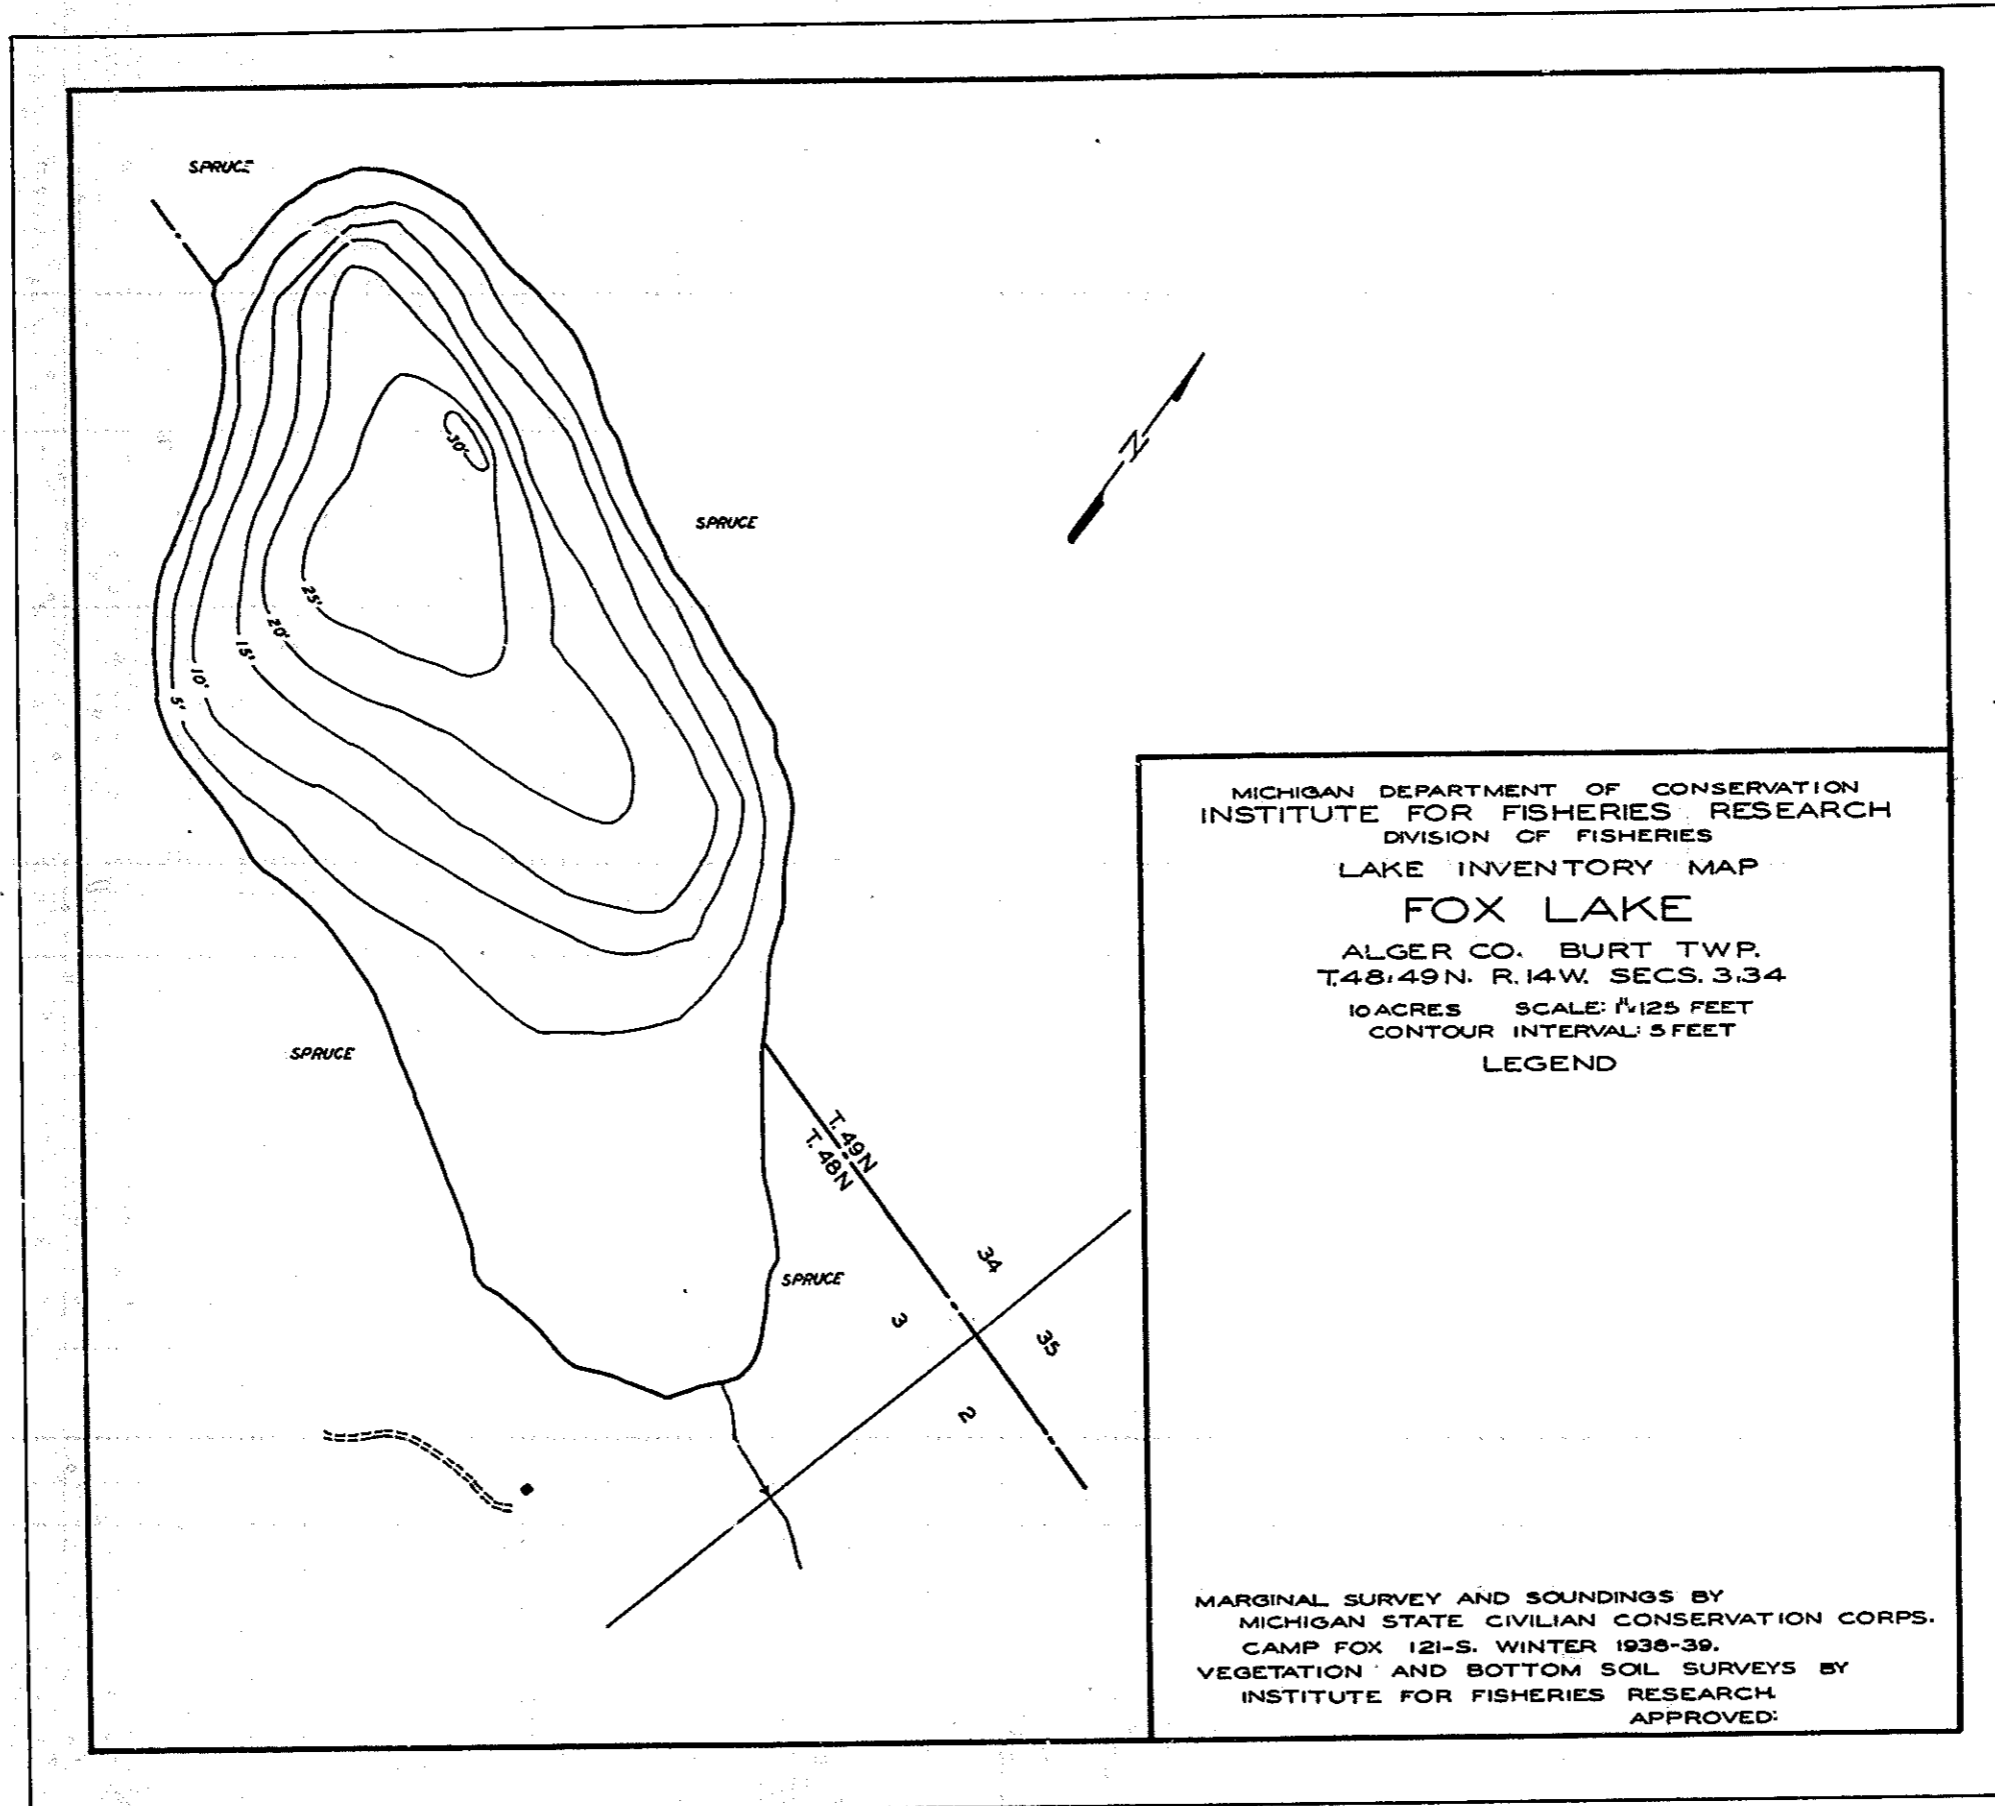 SPRUCE
30'
N
SPRUCE
25'
20'
15'
10'
5'
MICHIGAN DEPARTMENT OF CONSERVATION
INSTITUTE FOR FISHERIES RESEARCH
DIVISION OF FISHERIES
LAKE INVENTORY MAP
FOX LAKE
ALGER CO. BURT TWP.
T.48,49N. R.14W. SECS. 3,34
10 ACRES SCALE: 1"=125 FEET
CONTOUR INTERVAL: 5 FEET
LEGEND
SPRUCE
T. 49N
T. 48N
34
SPRUCE
3
35
2
MARGINAL SURVEY AND SOUNDINGS BY
MICHIGAN STATE CIVILIAN CONSERVATION CORPS.
CAMP FOX 121-S. WINTER 1938-39.
VEGETATION AND BOTTOM SOIL SURVEYS BY
INSTITUTE FOR FISHERIES RESEARCH
APPROVED: